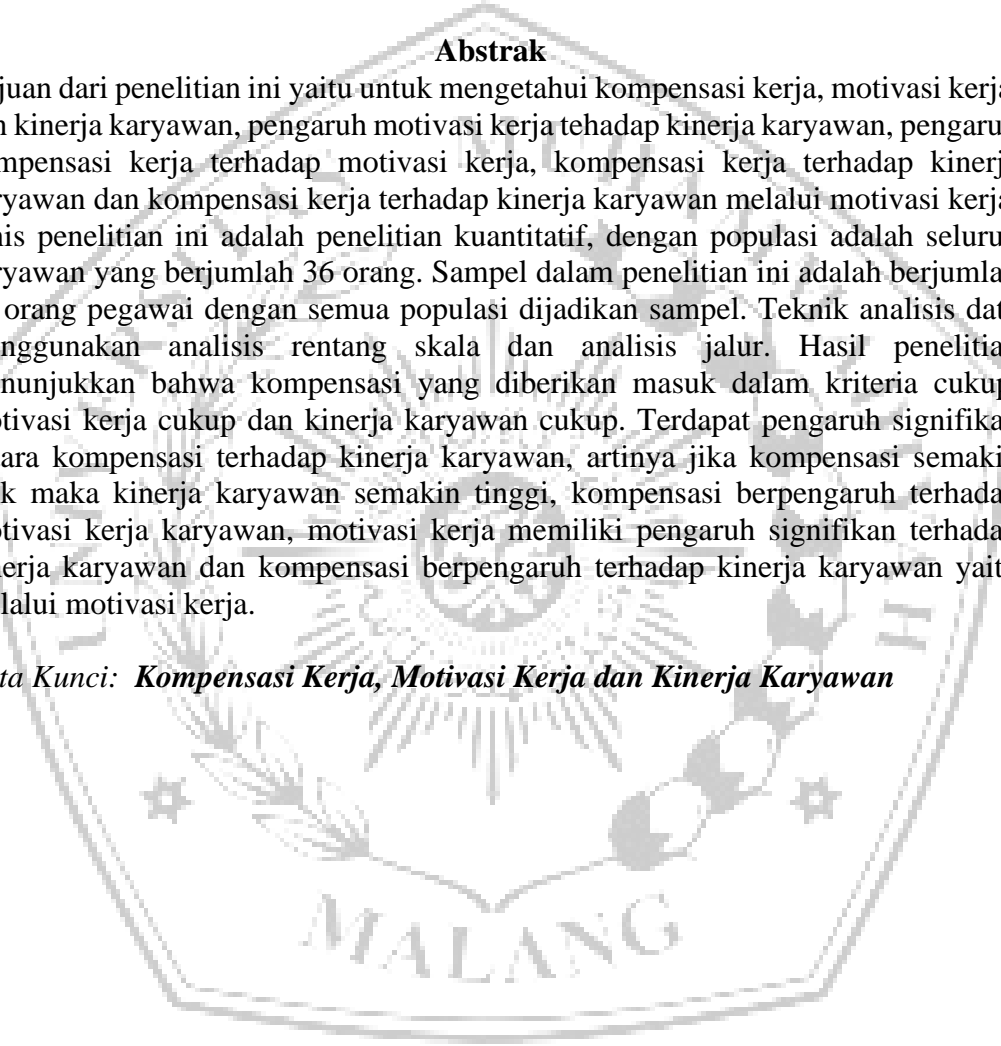 Abstrak
juan dari penelitian ini yaitu untuk mengetahui kompensasi kerja, motivasi kerja
n kinerja karyawan, pengaruh motivasi kerja tehadap kinerja karyawan, pengaru
ompensasi kerja terhadap motivasi kerja, kompensasi kerja terhadap kinerj
ryawan dan kompensasi kerja terhadap kinerja karyawan melalui motivasi kerja
nis penelitian ini adalah penelitian kuantitatif, dengan populasi adalah seluru
ryawan yang berjumlah 36 orang. Sampel dalam penelitian ini adalah berjumla
orang pegawai dengan semua populasi dijadikan sampel. Teknik analisis dat
nggunakan analisis rentang skala dan analisis jalur. Hasil penelitia
nunjukkan bahwa kompensasi yang diberikan masuk dalam kriteria cukup
otivasi kerja cukup dan kinerja karyawan cukup. Terdapat pengaruh signifika
ara kompensasi terhadap kinerja karyawan, artinya jika kompensasi semaki
ik maka kinerja karyawan semakin tinggi, kompensasi berpengaruh terhada
otivasi kerja karyawan, motivasi kerja memiliki pengaruh signifikan terhada
nerja karyawan dan kompensasi berpengaruh terhadap kinerja karyawan yait
lalui motivasi kerja.
ta Kunci: Kompensasi Kerja, Motivasi Kerja dan Kinerja Karyawan
MALANG